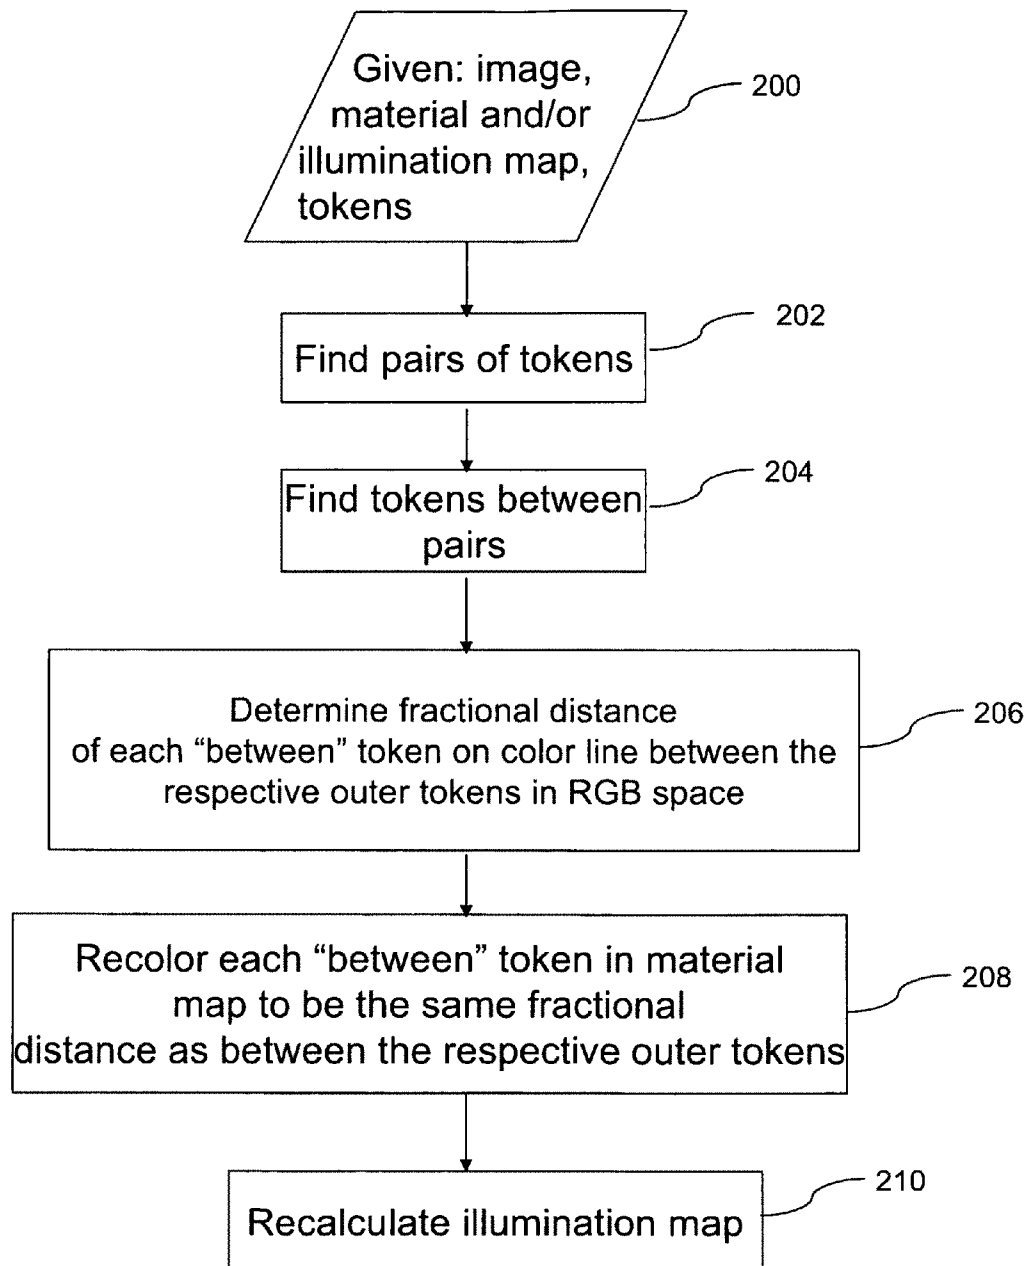 Given: image,
material and/or
illumination map,
tokens
200
Find pairs of tokens
202
Find tokens between
pairs
204
Determine fractional distance
of each “between” token on color line between the
respective outer tokens in RGB space
206
Recolor each “between” token in material
map to be the same fractional
distance as between the respective outer tokens
208
Recalculate illumination map
210